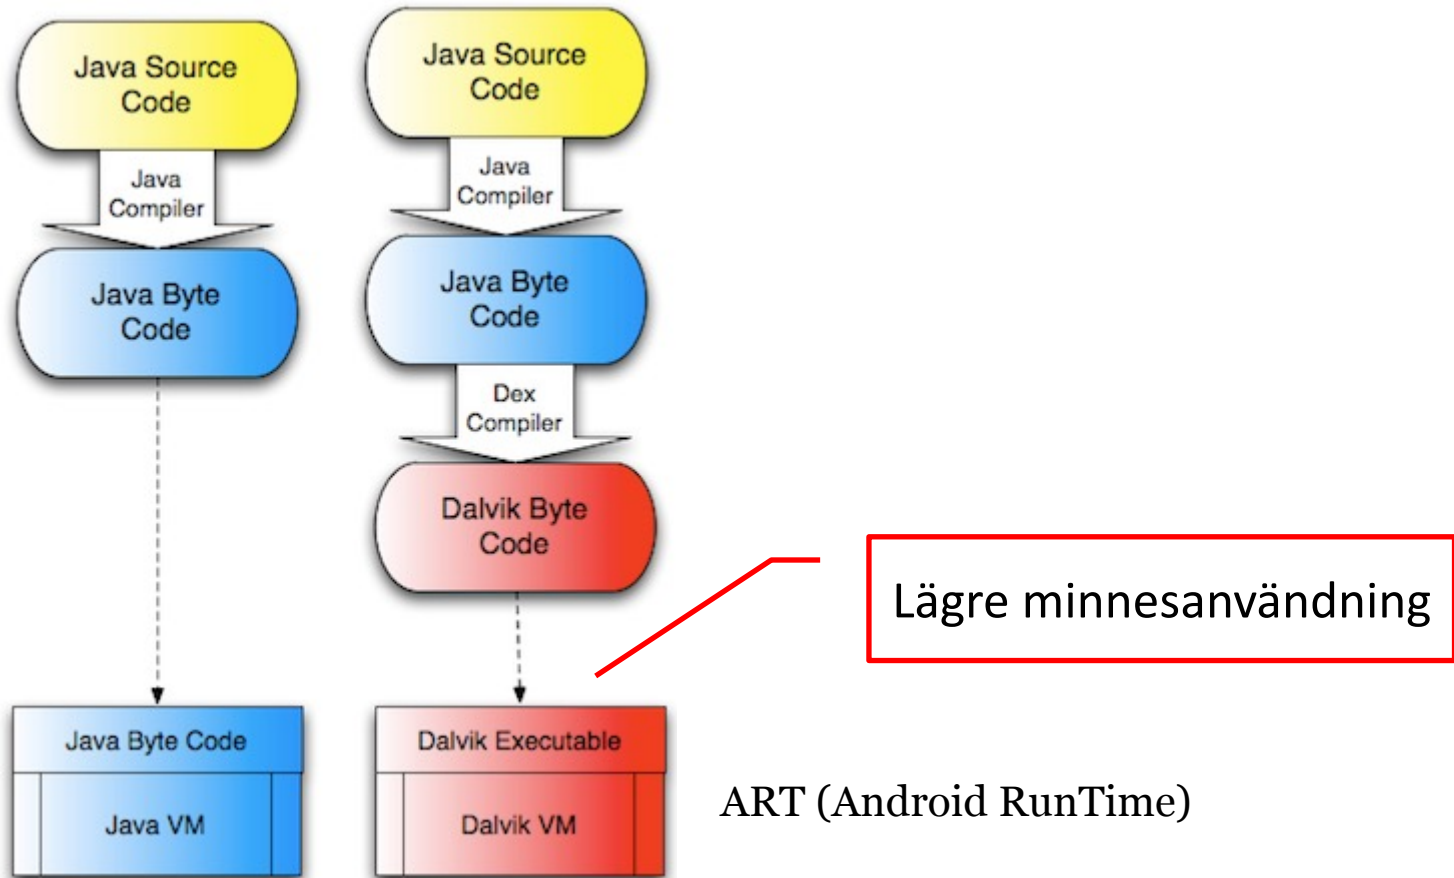 Java Source
Code
Java
Compiler
Java Byte
Code
Java Byte Code
Java VM
Java Source
Code
Java
Compiler
Java Byte
Code
Dex
Compiler
Dalvik Byte
Code
Dalvik Executable
Dalvik VM
Lägre minnesanvändning
ART (Android RunTime)